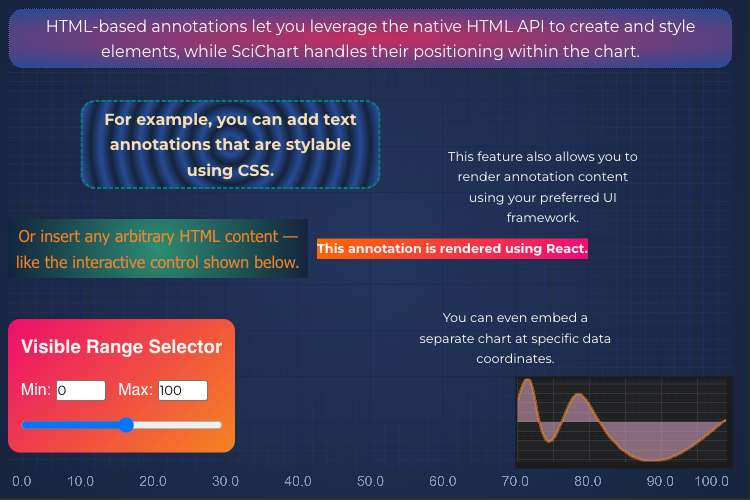 HTML-based annotations let you leverage the native HTML API to create and style
elements, while SciChart handles their positioning within the chart.
For example, you can add text
annotations that are stylable
using CSS.
This feature also allows you to
render annotation content
using your preferred UI
framework.
Or insert any arbitrary HTML content —
like the interactive control shown below.
This annotation is rendered using React.
You can even embed a
separate chart at specific data
coordinates.
Visible Range Selector
Min: 0 Max: 100
0.0 10.0 20.0 30.0 40.0 50.0 60.0 70.0 80.0 90.0 100.0